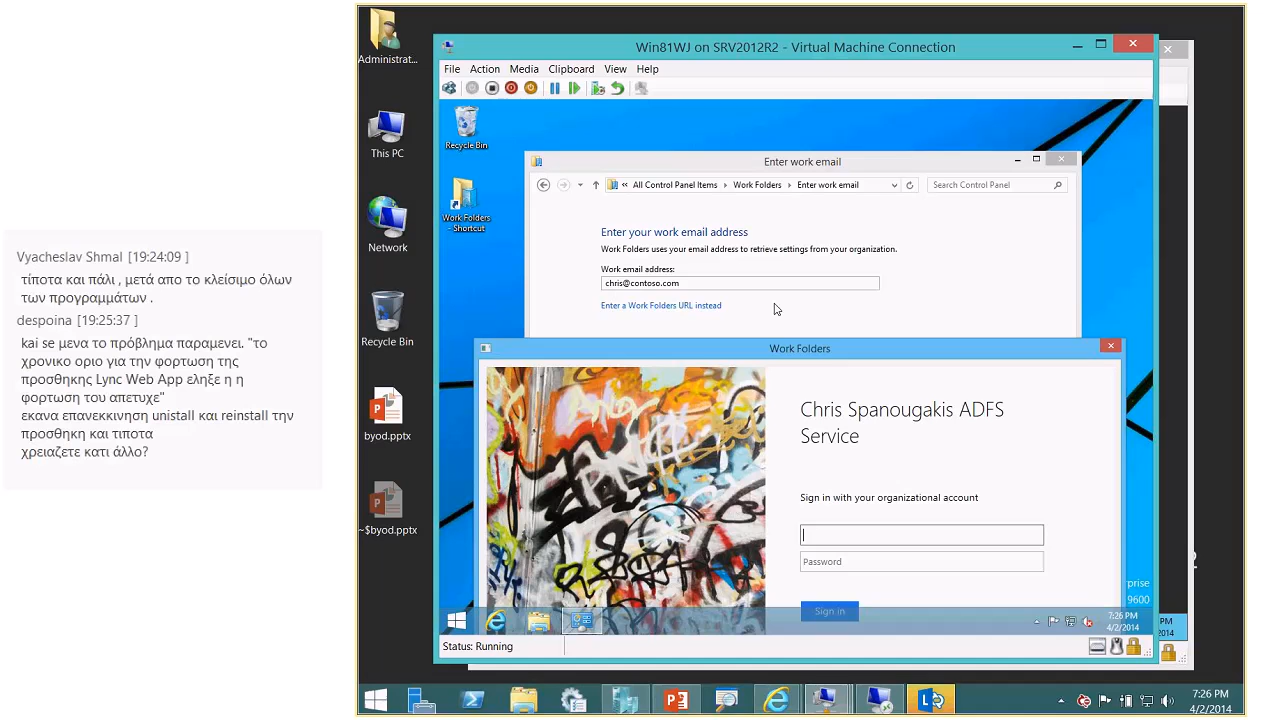 Vyacheslav Shmal [19:24:09 ]
τίποτα και πάλι , μετά απο το κλείσιμο όλων
των προγραμμάτων .
despoina [19:25:37 ]
kai se μενα το πρόβλημα παραμενει. "το
χρονικο οριο για την φορτωση της
προσθηκης Lync Web App εληξε η η
φορτωση του απετυχε"
εκανα επανεκκινηση unistall και reinstall την
προσθηκη και τιποτα
χρειαζετε κατι άλλο?
Administrat...
This PC
Network
Recycle Bin
byod.pptx
~$byod.pptx
Win81WJ on SRV2012R2 - Virtual Machine Connection
File Action Media Clipboard View Help
Recycle Bin
Work Folders
- Shortcut
Enter work email
« All Control Panel Items Work Folders Enter work email
Search Control Panel
Enter your work email address
Work Folders uses your email address to retrieve settings from your organization.
Work email address:
chris@contoso.com
Enter a Work Folders URL instead
Work Folders
Chris Spanougakis ADFS
Service
Sign in with your organizational account
Password
Sign in
prise
9600
7:26 PM
4/2/2014
PM
2014
Status: Running
7:26 PM
4/2/2014